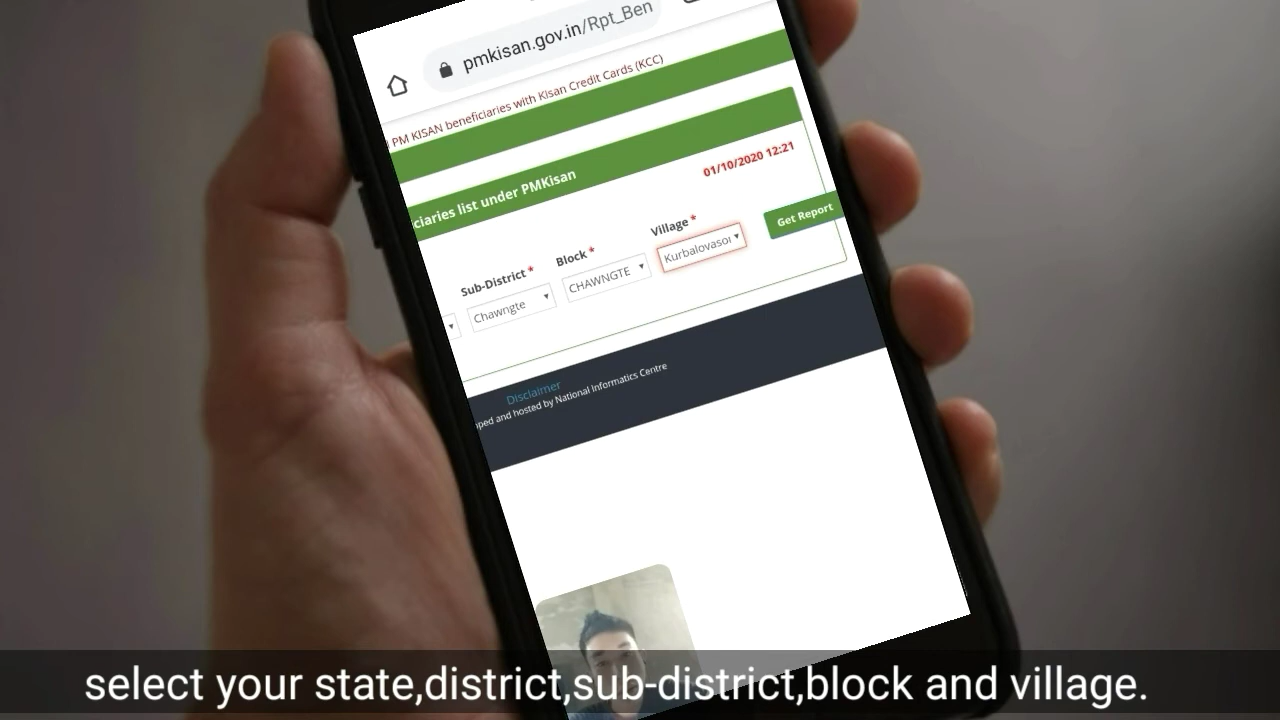 pmkisan.gov.in/Rpt_Ben
PM KISAN beneficiaries with Kisan Credit Cards (KCC)
ciaries list under PMKisan
01/10/2020 12:21
Sub-District * Block * Village *
Chawngte CHAWNGTE Kurbalovasor Get Report
Disclaimer
ped and hosted by National Informatics Centre
select your state,district,sub-district,block and village.